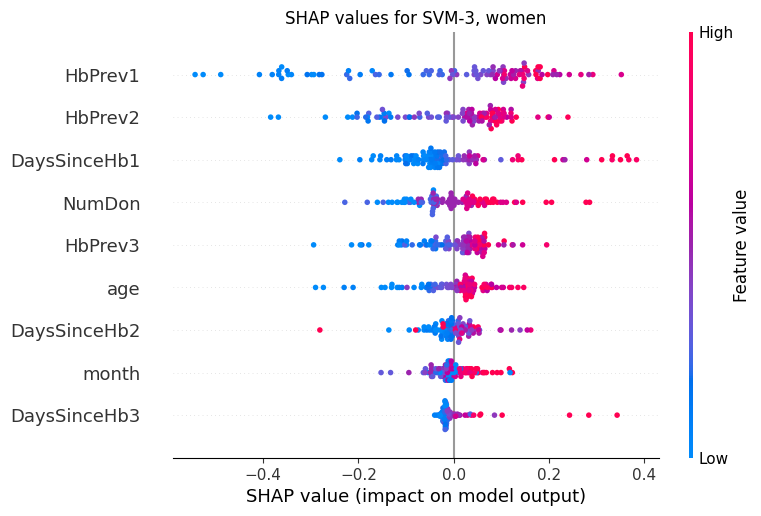 SHAP values for SVM-3, women
High
HbPrev1
HbPrev2
DaysSinceHb1
NumDon
HbPrev3
age
DaysSinceHb2
month
DaysSinceHb3
Feature value
Low
−0.4 −0.2 0.0 0.2 0.4
SHAP value (impact on model output)